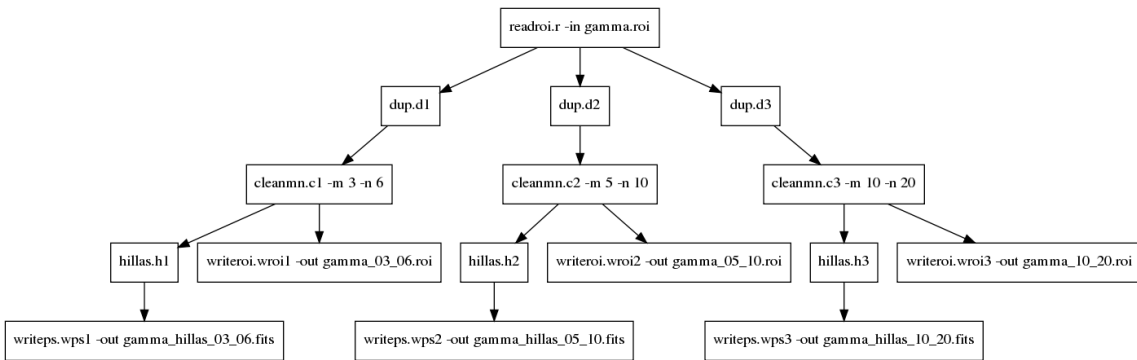 readroi.r -in gamma.roi
dup.d1
dup.d2
dup.d3
cleanmn.c1 -m 3 -n 6
cleanmn.c2 -m 5 -n 10
cleanmn.c3 -m 10 -n 20
hillas.h1
writeroi.wroi1 -out gamma_03_06.roi
hillas.h2
writeroi.wroi2 -out gamma_05_10.roi
hillas.h3
writeroi.wroi3 -out gamma_10_20.roi
writeps.wps1 -out gamma_hillas_03_06.fits
writeps.wps2 -out gamma_hillas_05_10.fits
writeps.wps3 -out gamma_hillas_10_20.fits